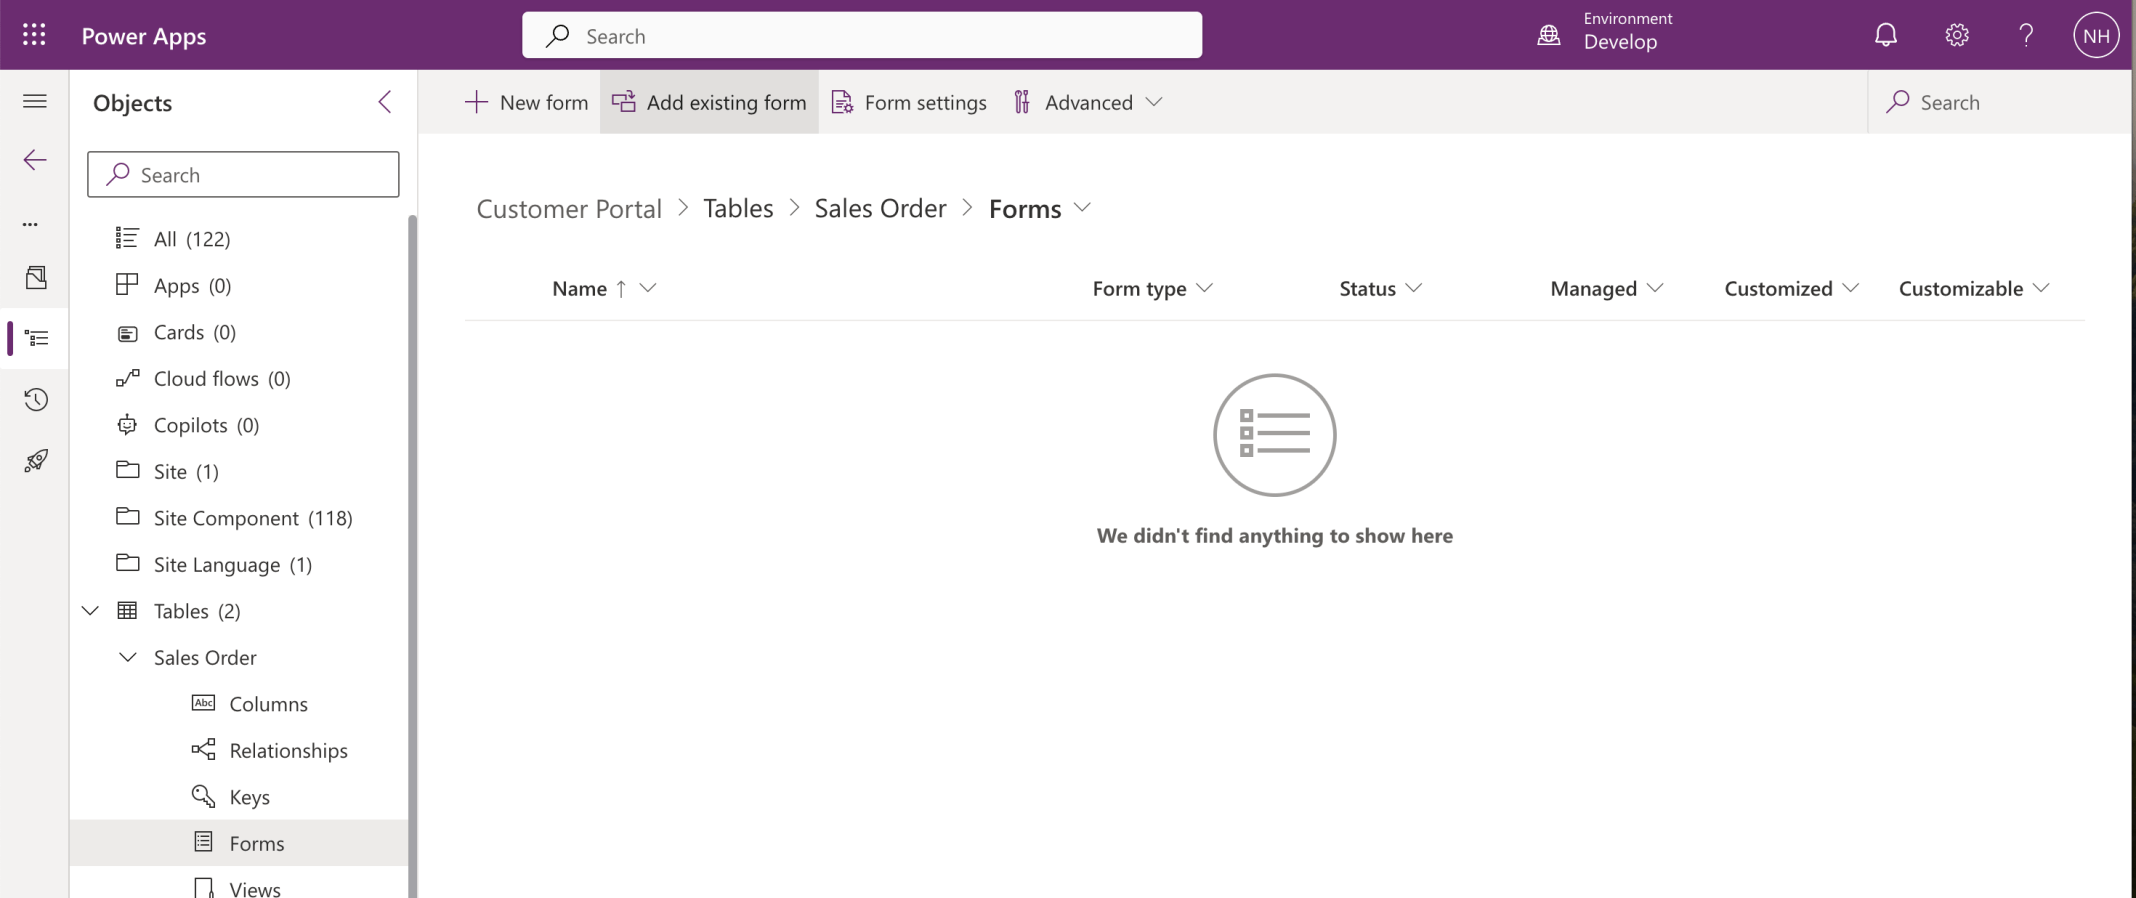 Power Apps
Search
Environment
Develop
?
NH
Objects
New form
Add existing form
Form settings
Advanced
Search
Search
Customer Portal > Tables > Sales Order > Forms
All (122)
Apps (0)
Cards (0)
Cloud flows (0)
Copilots (0)
Site (1)
Site Component (118)
Site Language (1)
Tables (2)
Sales Order
Abc Columns
Relationships
Keys
Forms
Views
Name ↑
Form type
Status
Managed
Customized
Customizable
We didn't find anything to show here